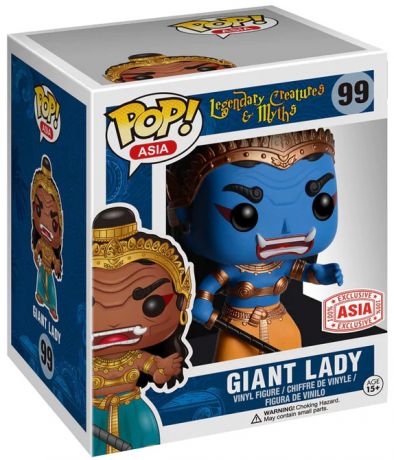 POP!
ASIA
Legendary Creatures
& Myths
99
POP!
ASIA
GIANT LADY
99
100%
EXCLUSIVE
ASIA
EXCLUSIVE
100%
GIANT LADY
VINYL FIGURE / CHIFFRE DE VINYLE /
FIGURA DE VINILO
AGE
15+
WARNING! CHOKING Hazard.
May contain small parts.